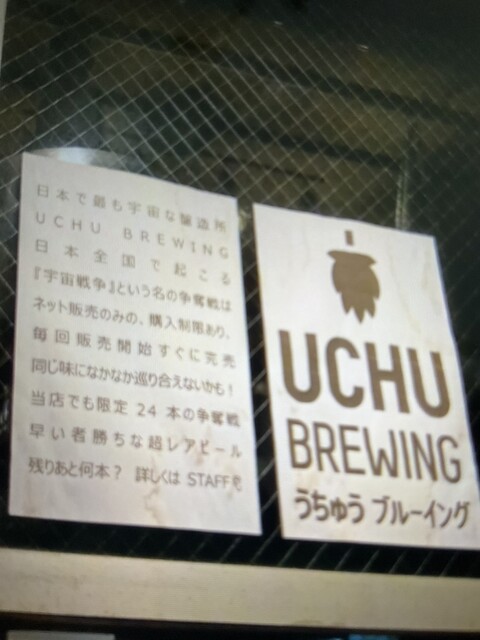 日本で最も宇宙な醸造所
UCHU BREWING
日本全国で起こる
『宇宙戦争』という名の争奪戦は
ネット販売のみの、購入制限あり、
毎回販売開始すぐに完売
同じ味になかなか巡り合えないかも!
当店でも限定 24 本の争奪戦
早い者勝ちな超レアビール
残りあと何本? 詳しくは STAFFを
UCHU
BREWING
うちゅう ブルーイング